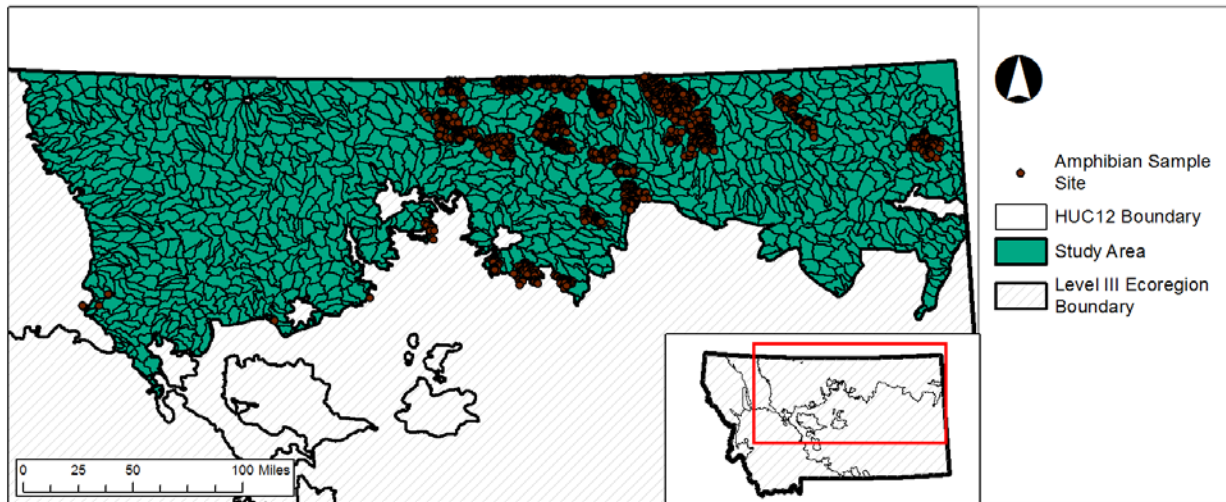 Amphibian Sample
Site
HUC12 Boundary
Study Area
Level III Ecoregion
Boundary
0 25 50 100 Miles